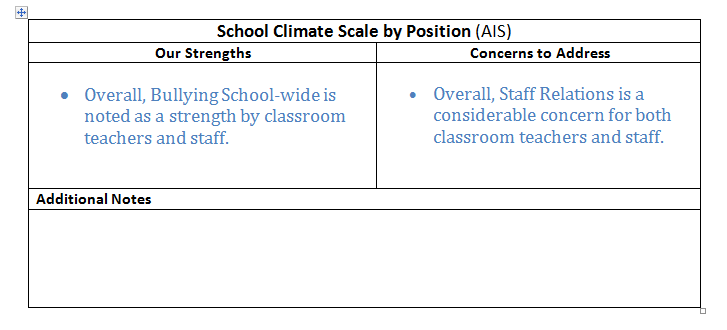 School Climate Scale by Position (AIS)
Our Strengths
Concerns to Address
• Overall, Bullying School-wide is
noted as a strength by classroom
teachers and staff.
• Overall, Staff Relations is a
considerable concern for both
classroom teachers and staff.
Additional Notes